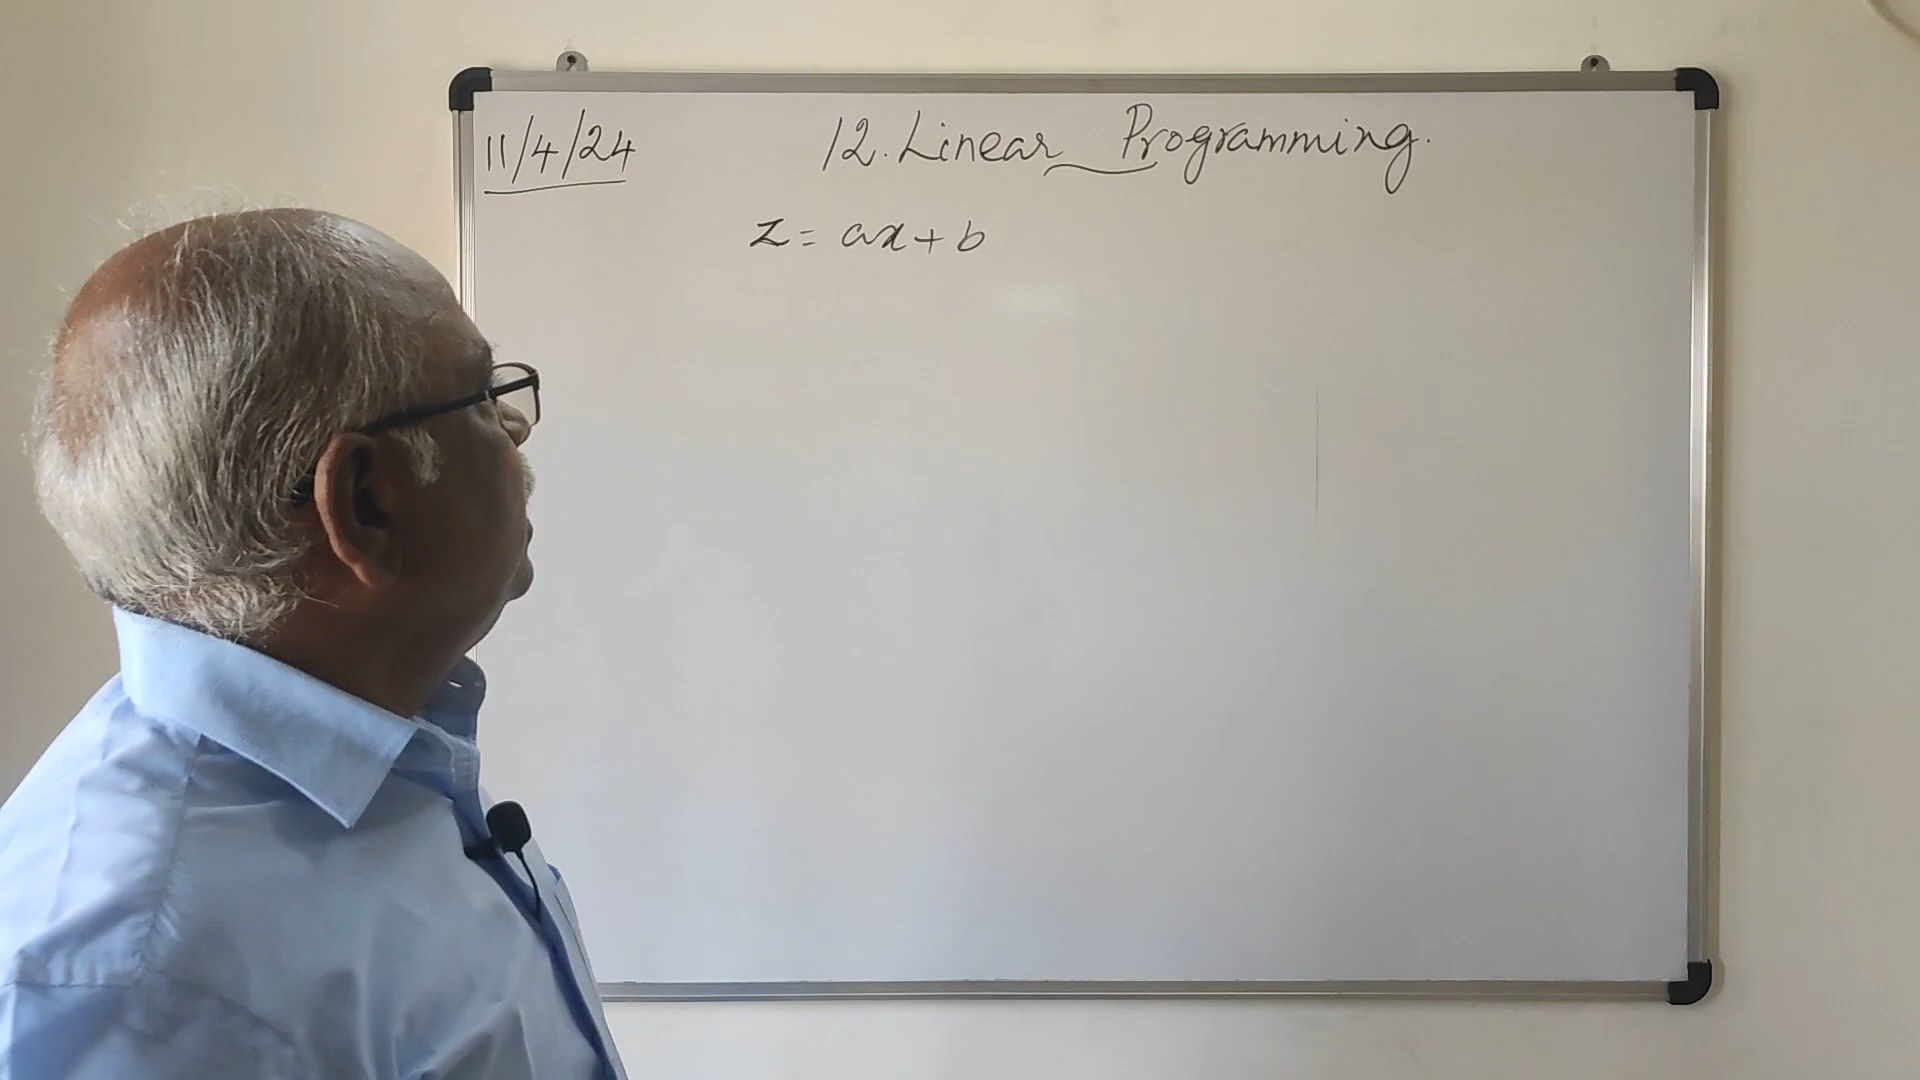 11/4/24
12. Linear Programming.
Z = ax + b